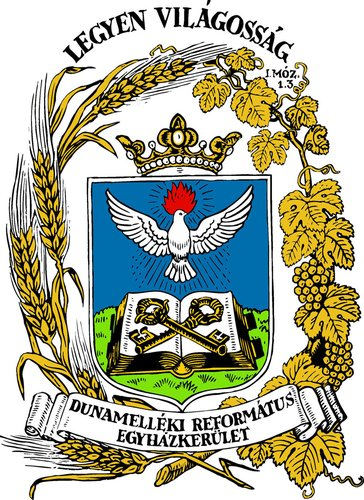 LEGYEN VILÁGOSSÁG
I. MÓZ.
1.3.
DUNAMELLÉKI REFORMÁTUS
EGYHÁZKERÜLET